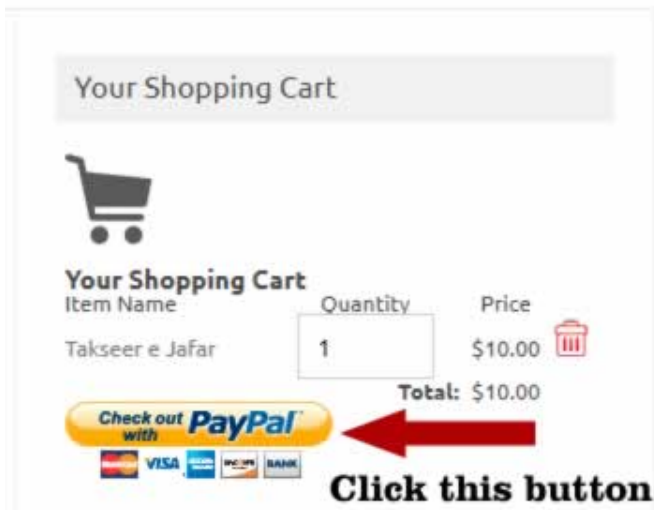 Your Shopping Cart
Your Shopping Cart
Item Name Quantity Price
Takseer e Jafar 1 $10.00
Total: $10.00
Check out with PayPal
VISA BANK
Click this button